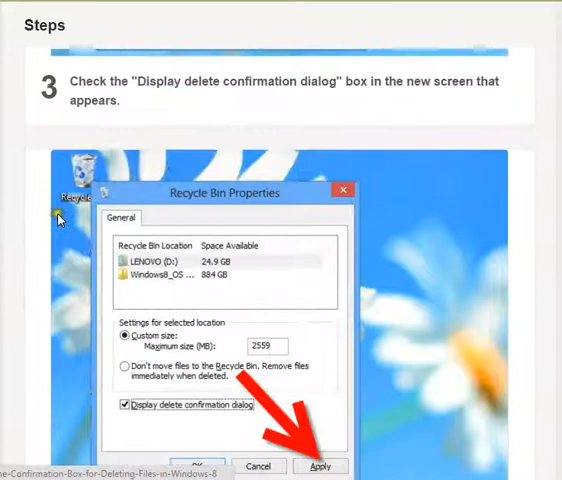 Steps
3
Check the "Display delete confirmation dialog" box in the new screen that
appears.
Recycle
Recycle Bin Properties
General
Recycle Bin Location Space Available
LENOVO (D:) 24.9 GB
Windows8_OS ... 884 GB
Settings for selected location
Custom size:
Maximum size (MB): 2559
Don't move files to the Recycle Bin. Remove files
immediately when deleted.
Display delete confirmation dialog
Cancel Apply
ne-Confirmation-Box-for-Deleting-Files-in-Windows-8